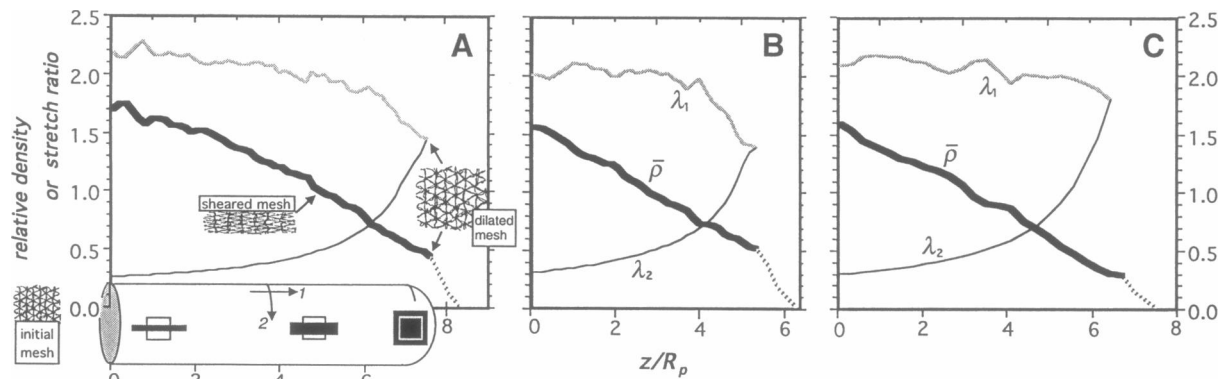 2.5
2.0
1.5
1.0
0.5
0.0
relative density
or stretch ratio
A
sheared mesh
dilated
mesh
initial
mesh
1
2
8
0
2
4
6
B
λ1
ρ̄
λ2
0
2
4
6
C
λ1
ρ̄
λ2
0
2
4
6
8
2.5
2.0
1.5
1.0
0.5
0.0
z/Rp